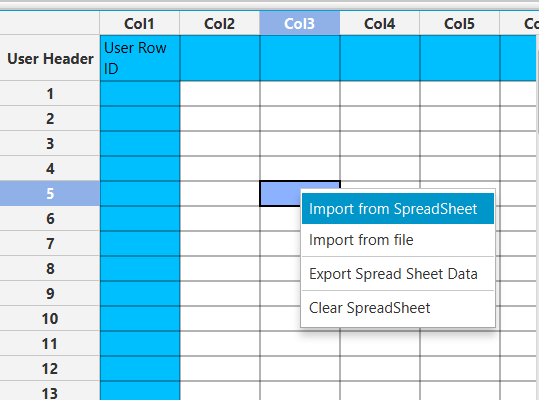 Col1 Col2 Col3 Col4 Col5 Co
User Header User Row
ID
1
2
3
4
5
Import from SpreadSheet
6
Import from file
7
8
Export Spread Sheet Data
9
Clear SpreadSheet
10
11
12
13